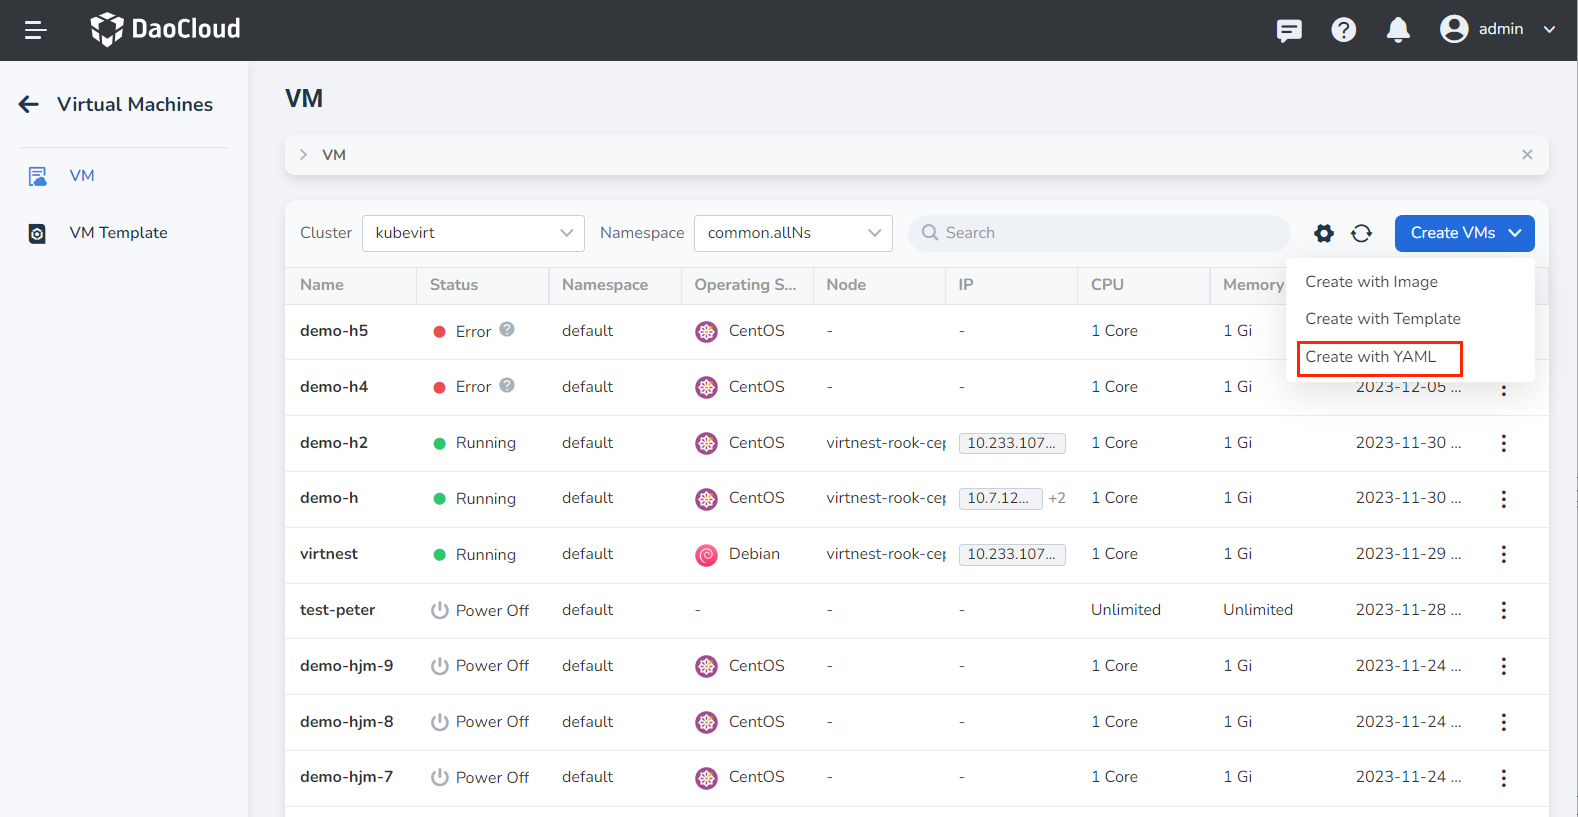 DaoCloud
admin
Virtual Machines
VM
VM Template
VM
VM
Cluster kubevirt Namespace common.allNs Search Create VMs
Create with Image
Create with Template
Create with YAML
Name Status Namespace Operating S... Node IP CPU Memory
demo-h5 Error ? default CentOS - - 1 Core 1 Gi
demo-h4 Error ? default CentOS - - 1 Core 1 Gi 2023-12-05 ...
demo-h2 Running default CentOS virtnest-rook-cep 10.233.107... 1 Core 1 Gi 2023-11-30 ...
demo-h Running default CentOS virtnest-rook-cep 10.7.12... +2 1 Core 1 Gi 2023-11-30 ...
virtnest Running default Debian virtnest-rook-cep 10.233.107... 1 Core 1 Gi 2023-11-29 ...
test-peter Power Off default - - - Unlimited Unlimited 2023-11-28 ...
demo-hjm-9 Power Off default CentOS - - 1 Core 1 Gi 2023-11-24 ...
demo-hjm-8 Power Off default CentOS - - 1 Core 1 Gi 2023-11-24 ...
demo-hjm-7 Power Off default CentOS - - 1 Core 1 Gi 2023-11-24 ...